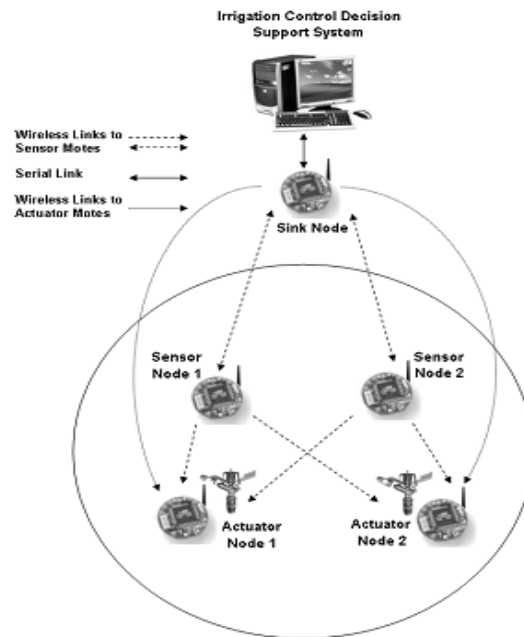 Irrigation Control Decision
Support System
Wireless Links to
Sensor Motes
Serial Link
Wireless Links to
Actuator Motes
Sink Node
Sensor
Node 1
Sensor
Node 2
Actuator
Node 1
Actuator
Node 2